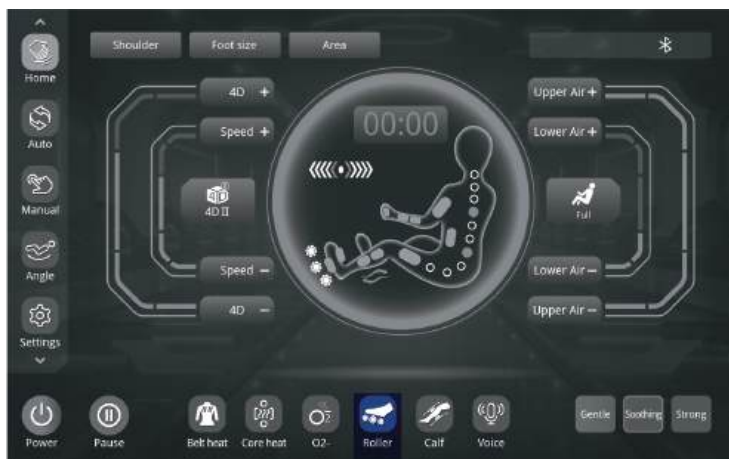 Shoulder Foot size Area
Home
Auto
Manual
Angle
Settings
4D +
Speed +
4D II
Speed −
4D −
00:00
Upper Air +
Lower Air +
Full
Lower Air −
Upper Air −
Power Pause Belt heat Core heat O2- Roller Calf Voice
Gentle Soothing Strong